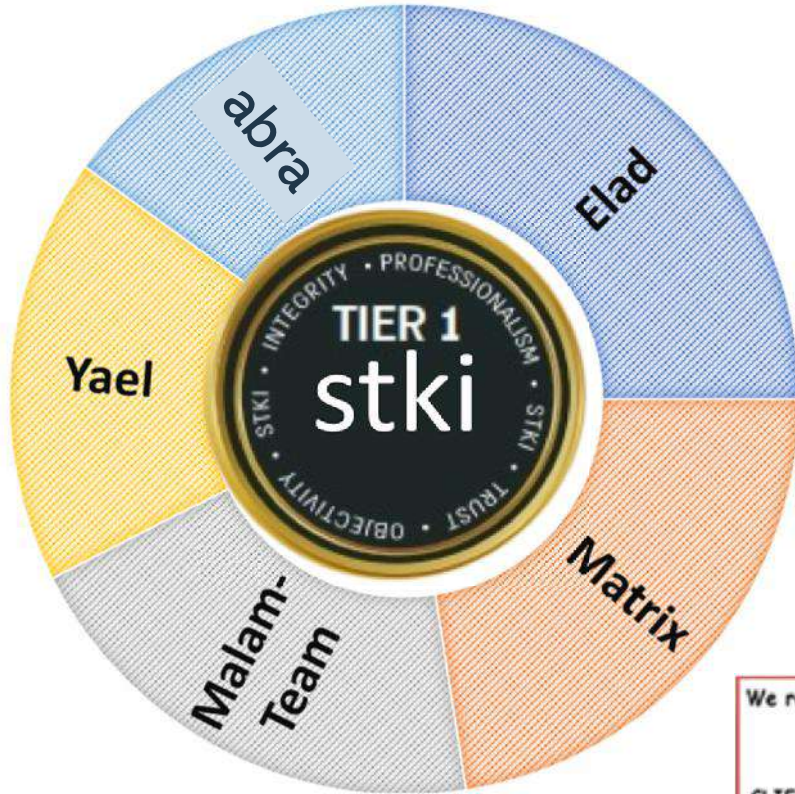 abra
Elad
Yael
Matrix
Malam-
Team
TIER 1
stki
STKI • INTEGRITY • PROFESSIONALISM • STKI • TRUST • OBJECTIVITY •
We r